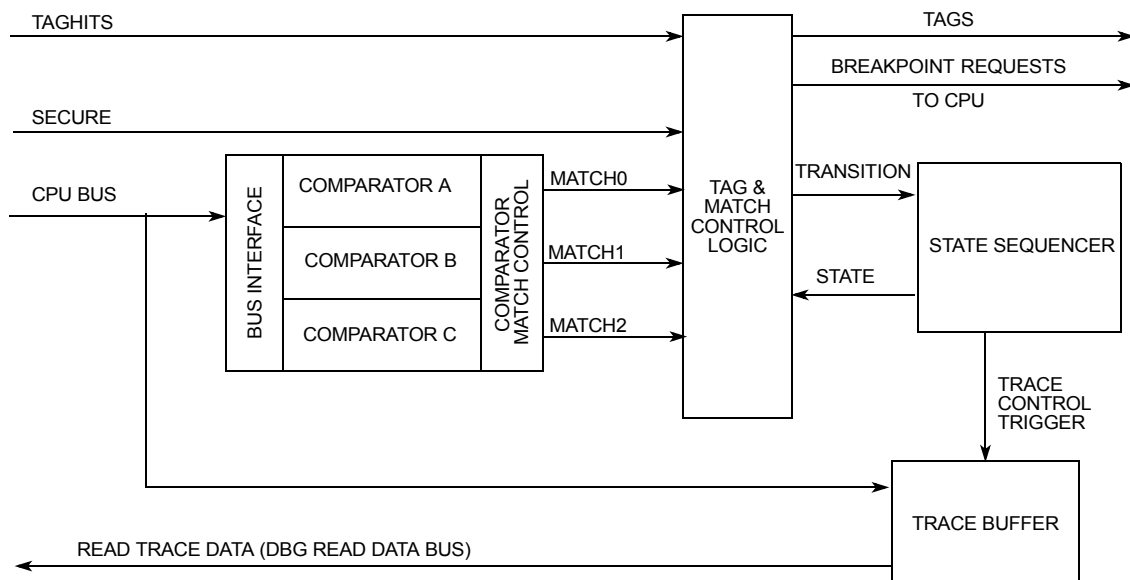 TAGHITS
TAGS
BREAKPOINT REQUESTS
TO CPU
SECURE
CPU BUS
BUS INTERFACE
COMPARATOR A
COMPARATOR B
COMPARATOR C
COMPARATOR
MATCH CONTROL
MATCH0
MATCH1
MATCH2
TAG &
MATCH
CONTROL
LOGIC
TRANSITION
STATE
STATE SEQUENCER
TRACE
CONTROL
TRIGGER
TRACE BUFFER
READ TRACE DATA (DBG READ DATA BUS)